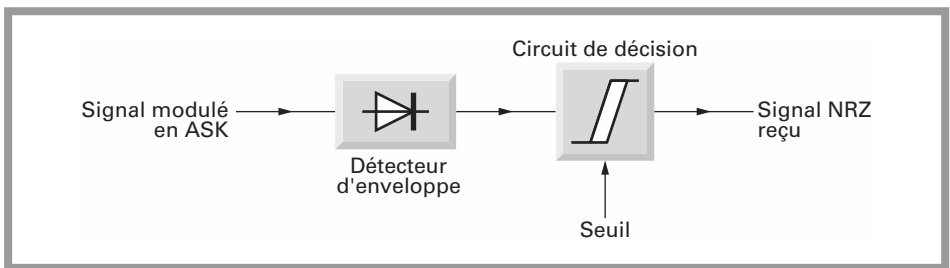 Circuit de décision
Signal modulé
en ASK
Détecteur
d'enveloppe
Signal NRZ
reçu
Seuil